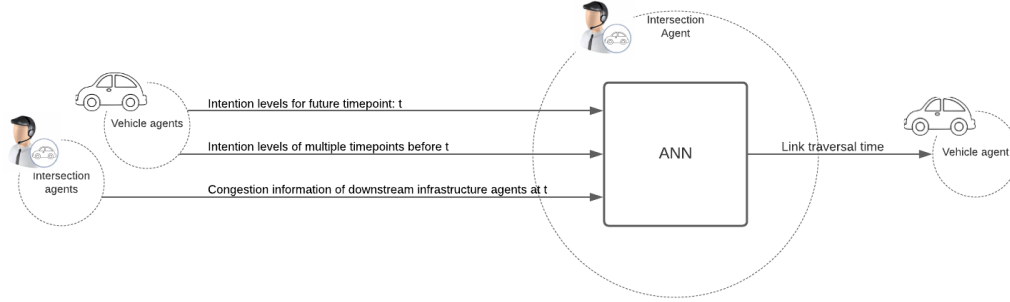 Intersection
Agent
Intention levels for future timepoint: t
Vehicle agents
Intention levels of multiple timepoints before t
ANN
Link traversal time
Vehicle agent
Intersection
agents
Congestion information of downstream infrastructure agents at t